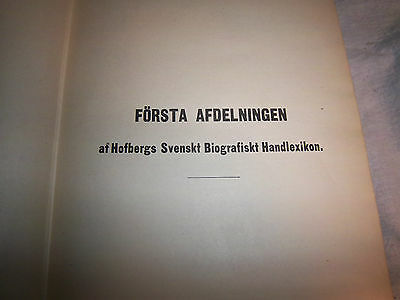 FÖRSTA AFDELNINGEN
af Hofbergs Svenskt Biografiskt Handlexikon.